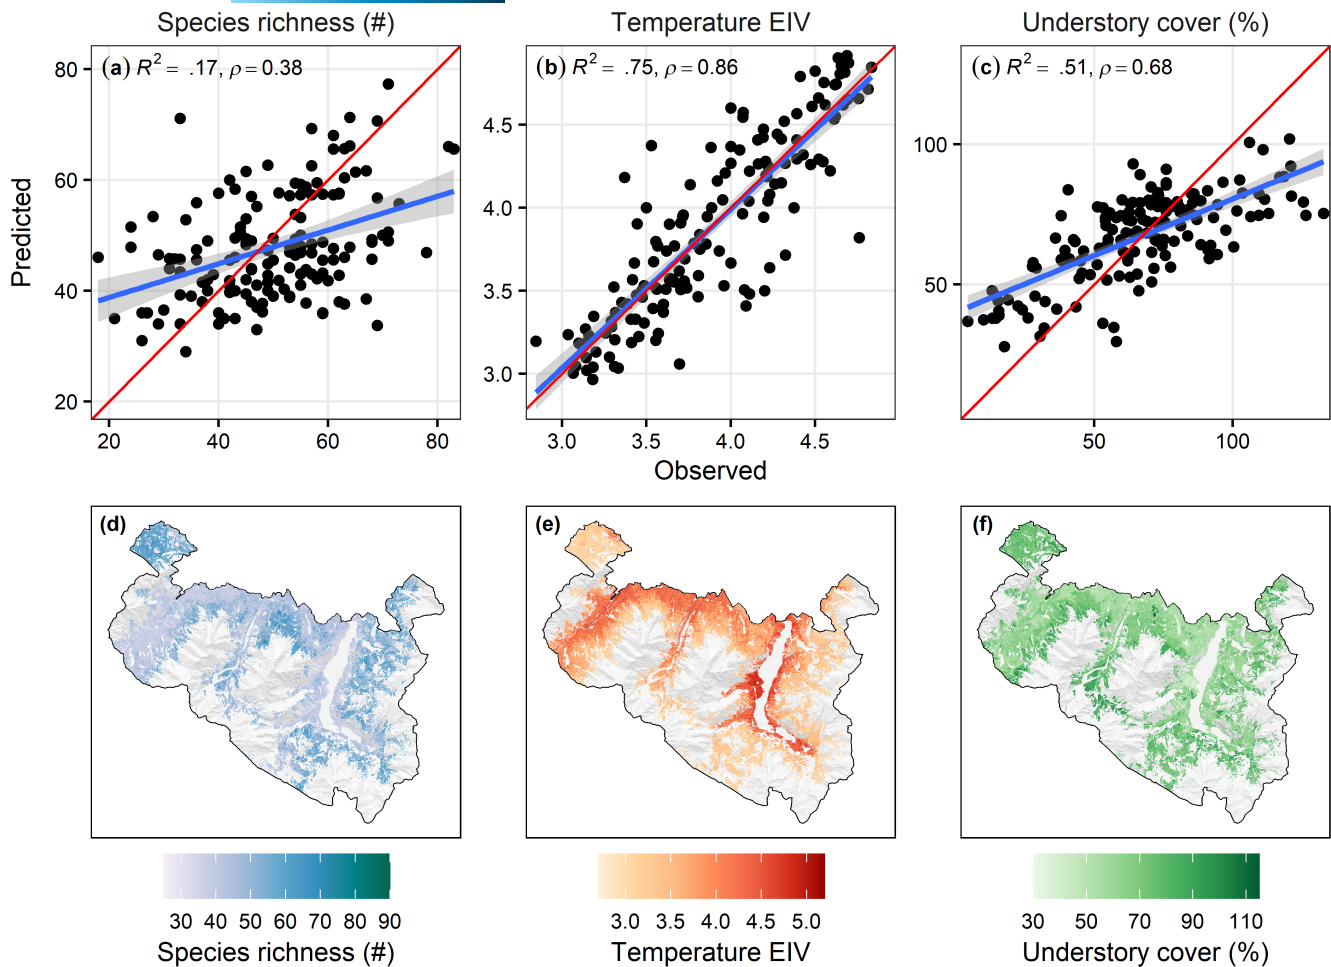 Species richness (#) Temperature EIV Understory cover (%)
(a) R² = .17, ρ = 0.38 (b) R² = .75, ρ = 0.86 (c) R² = .51, ρ = 0.68
Predicted
80
60
40
20
4.5
4.0
3.5
3.0
100
50
20 40 60 80 3.0 3.5 4.0 4.5 50 100
Observed
(d) (e) (f)
30 40 50 60 70 80 90 3.0 3.5 4.0 4.5 5.0 30 50 70 90 110
Species richness (#) Temperature EIV Understory cover (%)